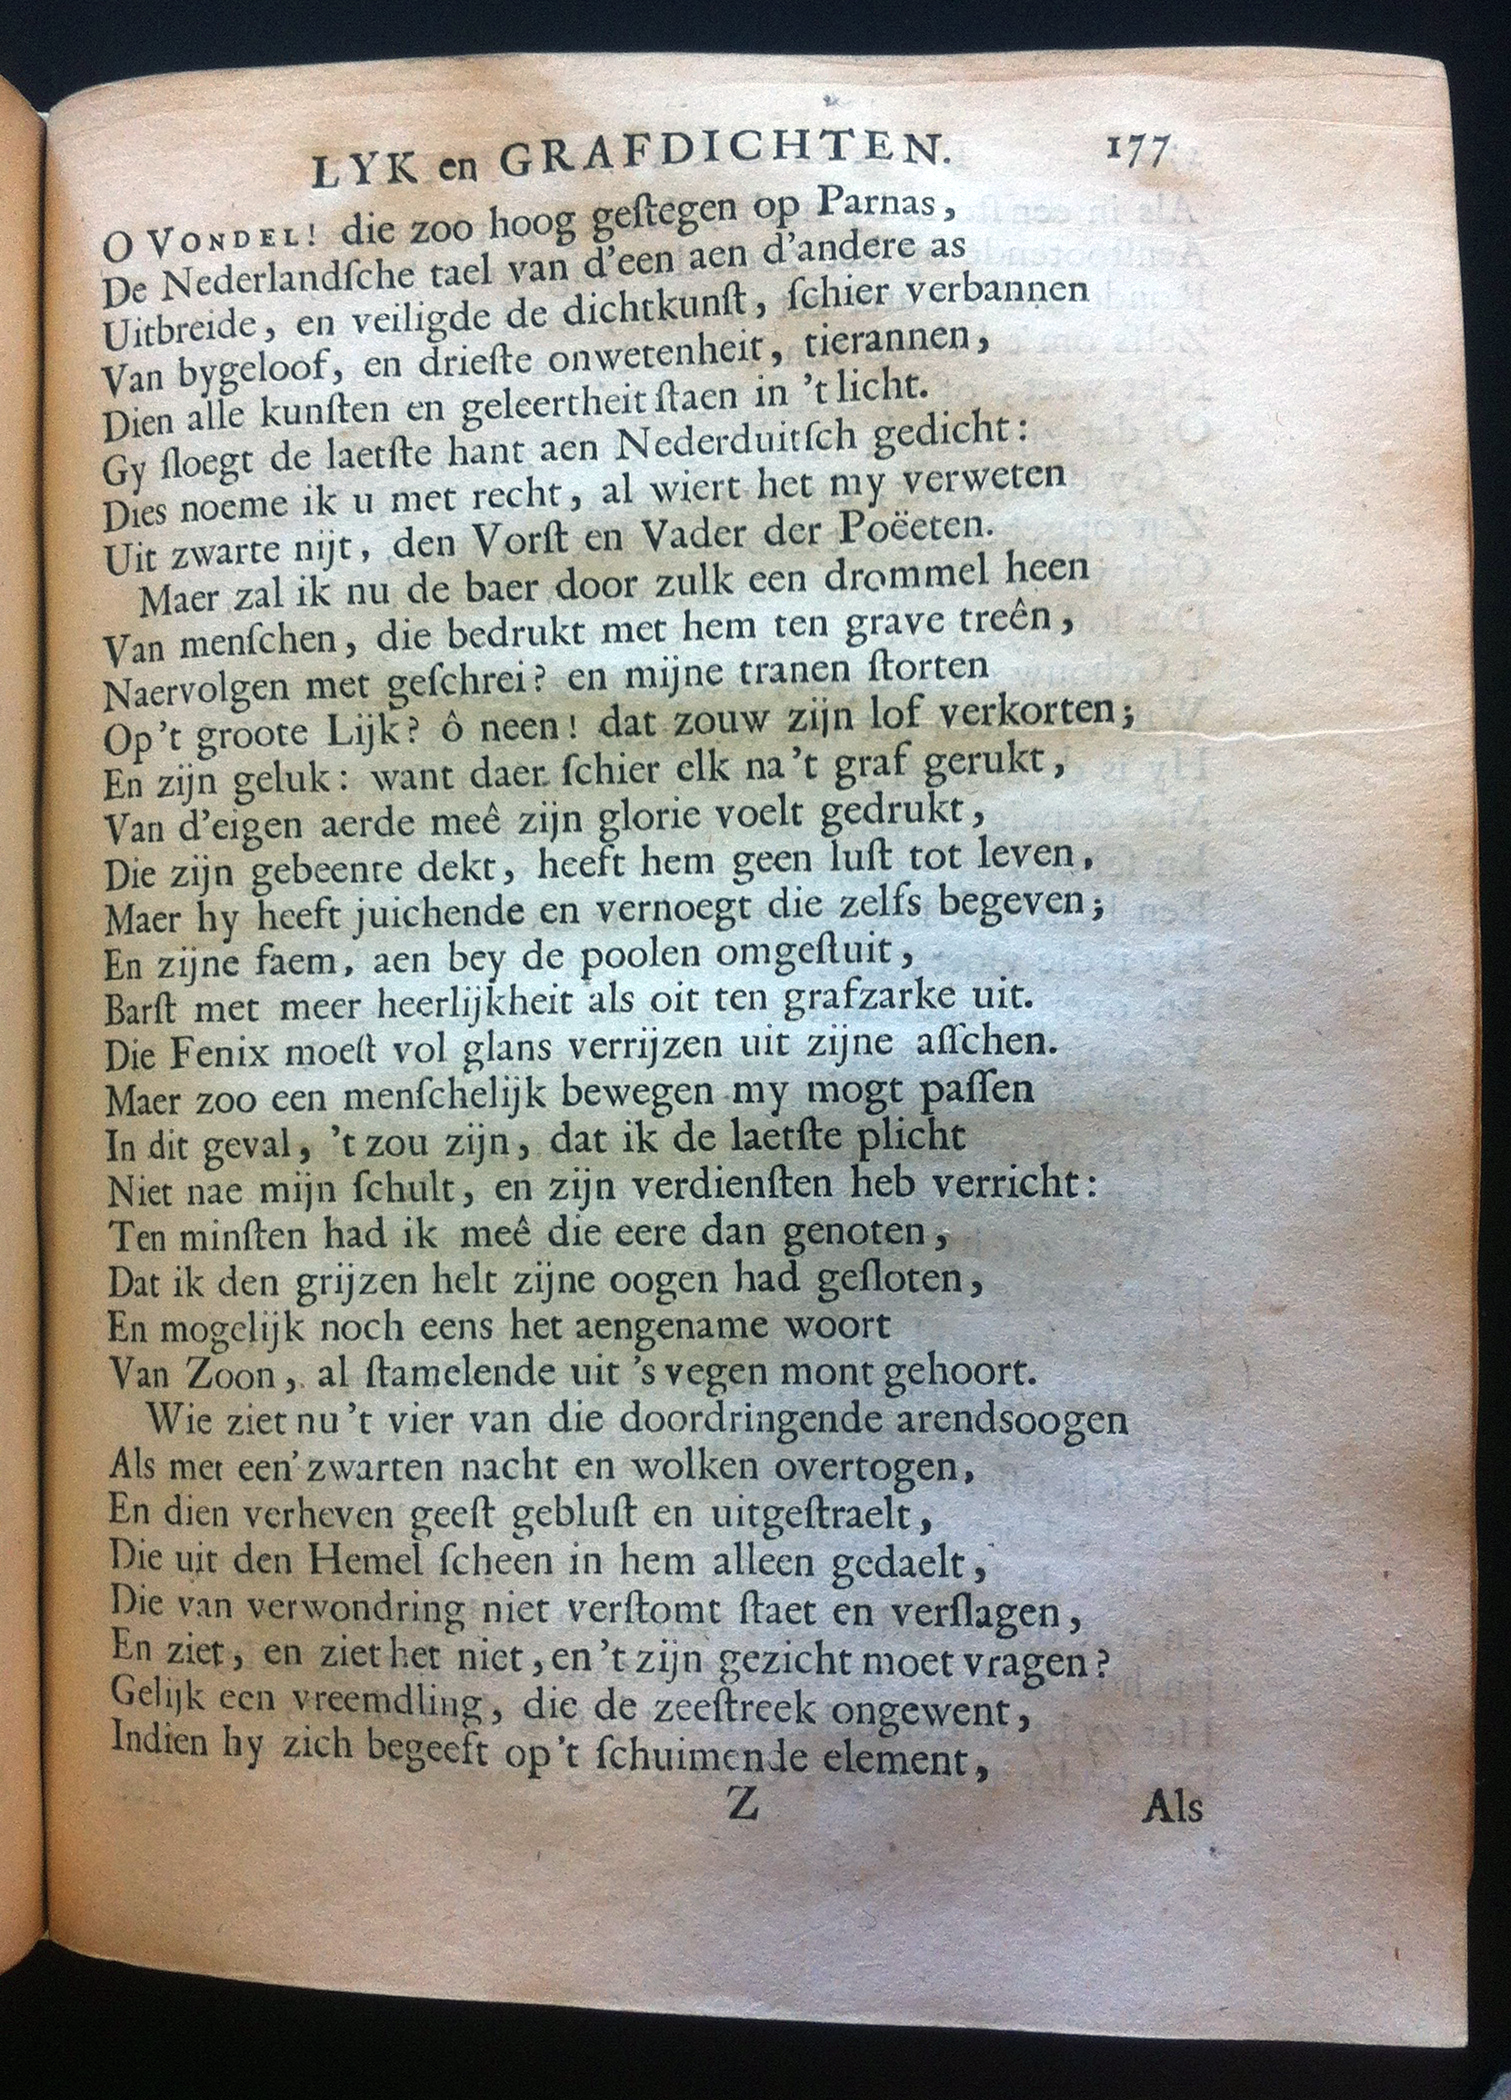 LYK en GRAFDICHTEN. 177
O VONDEL! die zoo hoog geſtegen op Parnas,
De Nederlandſche tael van d'een aen d'andere as
Uitbreide, en veiligde de dichtkunſt, ſchier verbannen
Van bygeloof, en drieſte onwetenheit, tierannen,
Dien alle kunſten en geleertheit ſtaen in 't licht.
Gy ſloegt de laetſte hant aen Nederduitſch gedicht:
Dies noeme ik u met recht, al wiert het my verweten
Uit zwarte nijt, den Vorſt en Vader der Poëeten.
Maer zal ik nu de baer door zulk een drommel heen
Van menſchen, die bedrukt met hem ten grave treên,
Naervolgen met geſchrei? en mijne tranen ſtorten
Op 't groote Lijk? ô neen! dat zouw zijn lof verkorten;
En zijn geluk: want daer ſchier elk na 't graf gerukt,
Van d'eigen aerde meê zijn glorie voelt gedrukt,
Die zijn gebeente dekt, heeft hem geen luſt tot leven,
Maer hy heeft juichende en vernoegt die zelfs begeven;
En zijne faem, aen bey de poolen omgeſtuit,
Barſt met meer heerlijkheit als oit ten grafzarke uit.
Die Fenix moeſt vol glans verrijzen uit zijne aſſchen.
Maer zoo een menſchelijk bewegen my mogt paſſen
In dit geval, 't zou zijn, dat ik de laetſte plicht
Niet nae mijn ſchult, en zijn verdienſten heb verricht:
Ten minſten had ik meê die eere dan genoten,
Dat ik den grijzen helt zijne oogen had geſloten,
En mogelijk noch eens het aengename woort
Van Zoon, al ſtamelende uit 's vegen mont gehoort.
Wie ziet nu 't vier van die doordringende arendsoogen
Als met een' zwarten nacht en wolken overtogen,
En dien verheven geeſt gebluſt en uitgeſtraelt,
Die uit den Hemel ſcheen in hem alleen gedaelt,
Die van verwondring niet verſtomt ſtaet en verſlagen,
En ziet, en ziet het niet, en 't zijn gezicht moet vragen?
Gelijk een vreemdling, die de zeeſtreek ongewent,
Indien hy zich begeeft op 't ſchuimende element,
Z Als